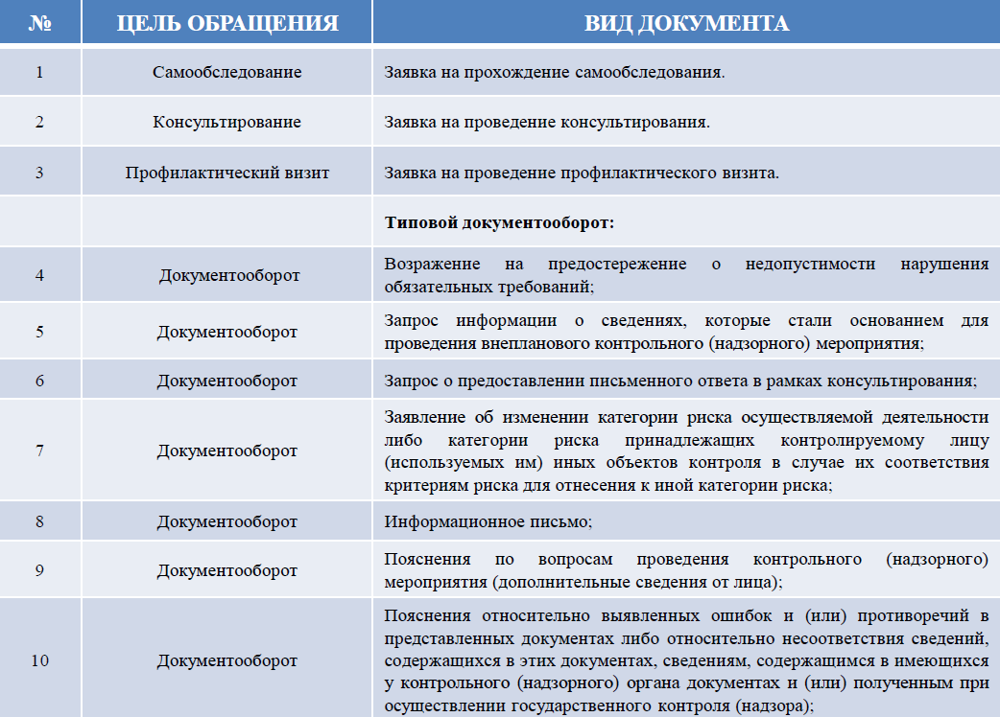 № ЦЕЛЬ ОБРАЩЕНИЯ ВИД ДОКУМЕНТА
1 Самообследование Заявка на прохождение самообследования.
2 Консультирование Заявка на проведение консультирования.
3 Профилактический визит Заявка на проведение профилактического визита.
Типовой документооборот:
4 Документооборот Возражение на предостережение о недопустимости нарушения
обязательных требований;
5 Документооборот Запрос информации о сведениях, которые стали основанием для
проведения внепланового контрольного (надзорного) мероприятия;
6 Документооборот Запрос о предоставлении письменного ответа в рамках консультирования;
7 Документооборот Заявление об изменении категории риска осуществляемой деятельности
либо категории риска принадлежащих контролируемому лицу
(используемых им) иных объектов контроля в случае их соответствия
критериям риска для отнесения к иной категории риска;
8 Документооборот Информационное письмо;
9 Документооборот Пояснения по вопросам проведения контрольного (надзорного)
мероприятия (дополнительные сведения от лица);
10 Документооборот Пояснения относительно выявленных ошибок и (или) противоречий в
представленных документах либо относительно несоответствия сведений,
содержащихся в этих документах, сведениям, содержащимся в имеющихся
у контрольного (надзорного) органа документах и (или) полученным при
осуществлении государственного контроля (надзора);